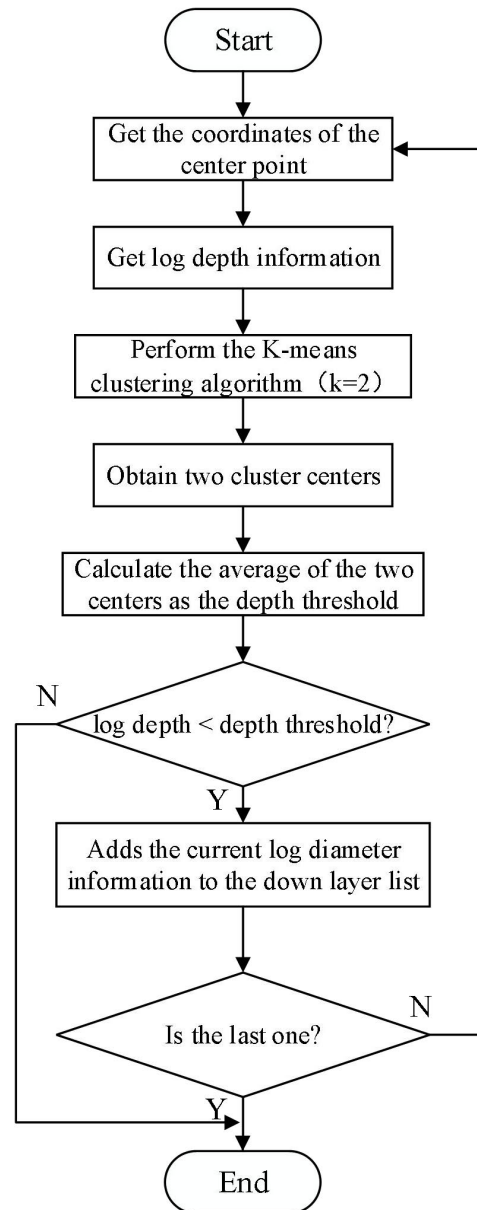 Start
Get the coordinates of the
center point
Get log depth information
Perform the K-means
clustering algorithm（k=2）
Obtain two cluster centers
Calculate the average of the two
centers as the depth threshold
N
log depth < depth threshold?
Y
Adds the current log diameter
information to the down layer list
N
Is the last one?
Y
End